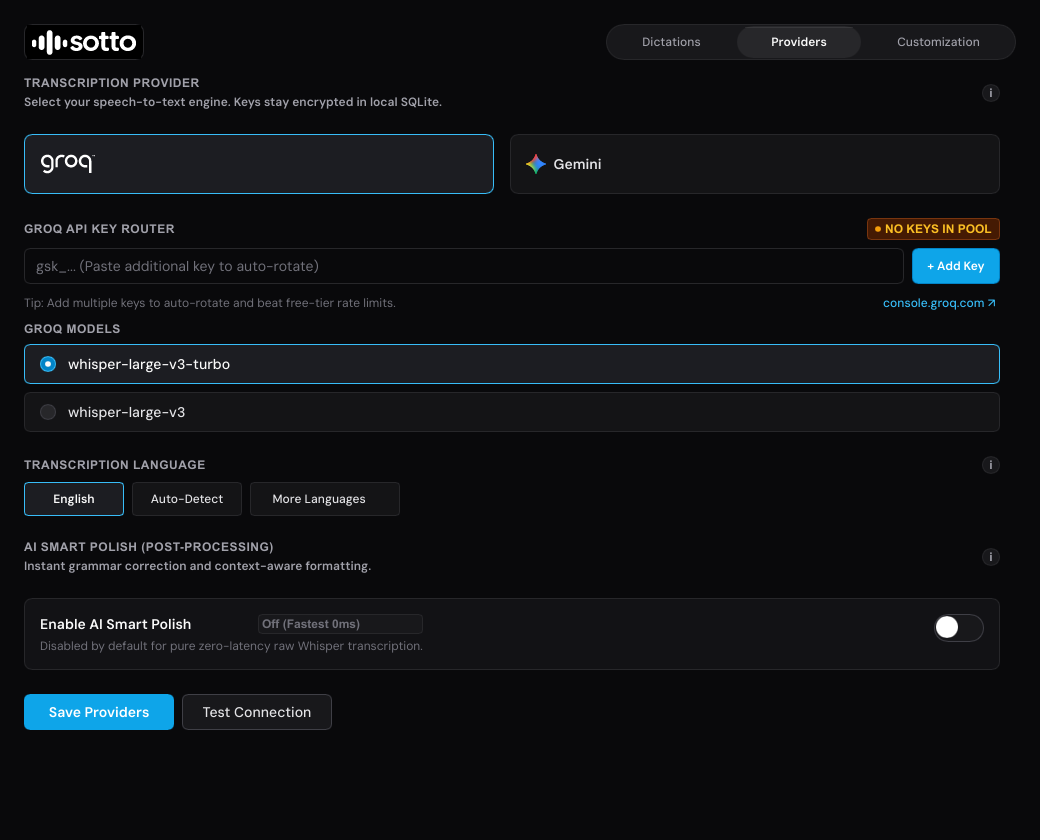 sotto
Dictations
Providers
Customization
TRANSCRIPTION PROVIDER
Select your speech-to-text engine. Keys stay encrypted in local SQLite.
i
groq™
Gemini
GROQ API KEY ROUTER
NO KEYS IN POOL
gsk_... (Paste additional key to auto-rotate)
+ Add Key
Tip: Add multiple keys to auto-rotate and beat free-tier rate limits.
console.groq.com ↗
GROQ MODELS
whisper-large-v3-turbo
whisper-large-v3
TRANSCRIPTION LANGUAGE
i
English
Auto-Detect
More Languages
AI SMART POLISH (POST-PROCESSING)
Instant grammar correction and context-aware formatting.
i
Enable AI Smart Polish
Off (Fastest 0ms)
Disabled by default for pure zero-latency raw Whisper transcription.
Save Providers
Test Connection